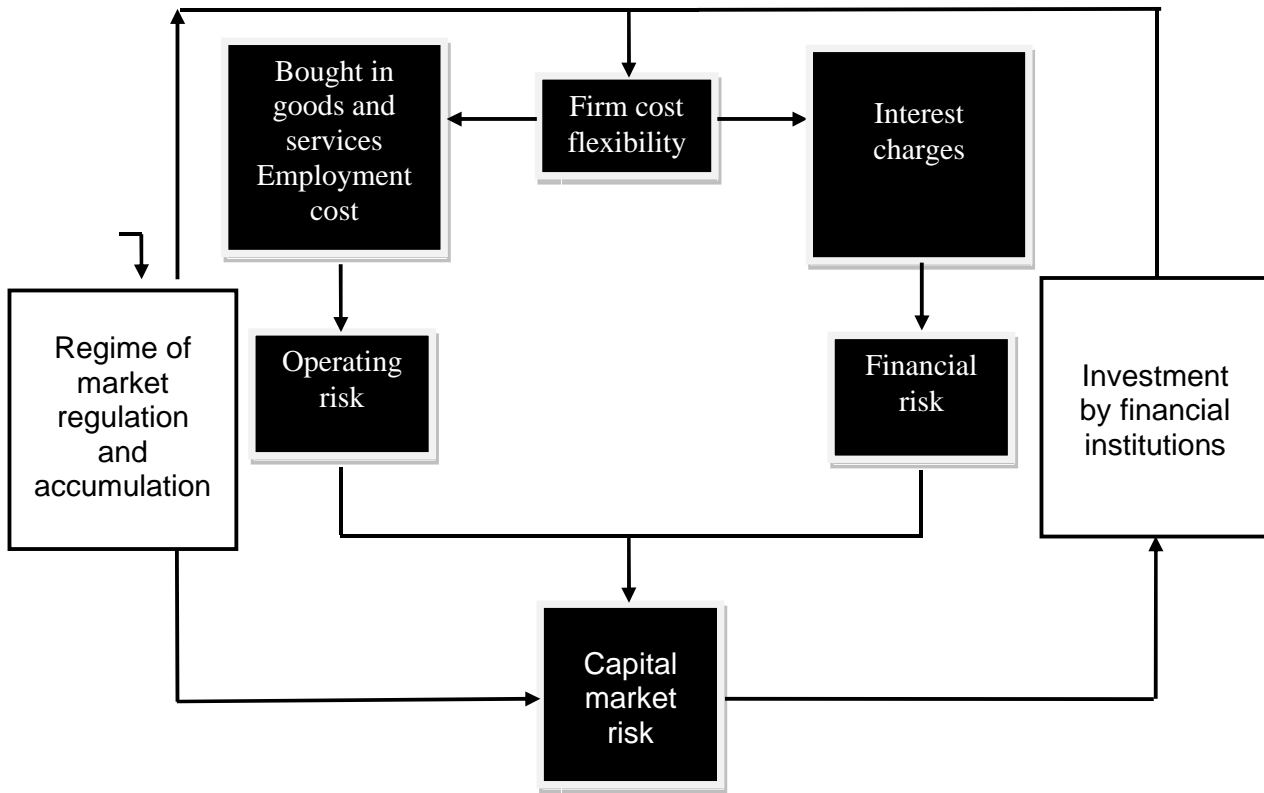 Bought in
goods and
services
Employment
cost
Firm cost
flexibility
Interest
charges
Regime of
market
regulation
and
accumulation
Operating
risk
Financial
risk
Investment
by financial
institutions
Capital
market
risk